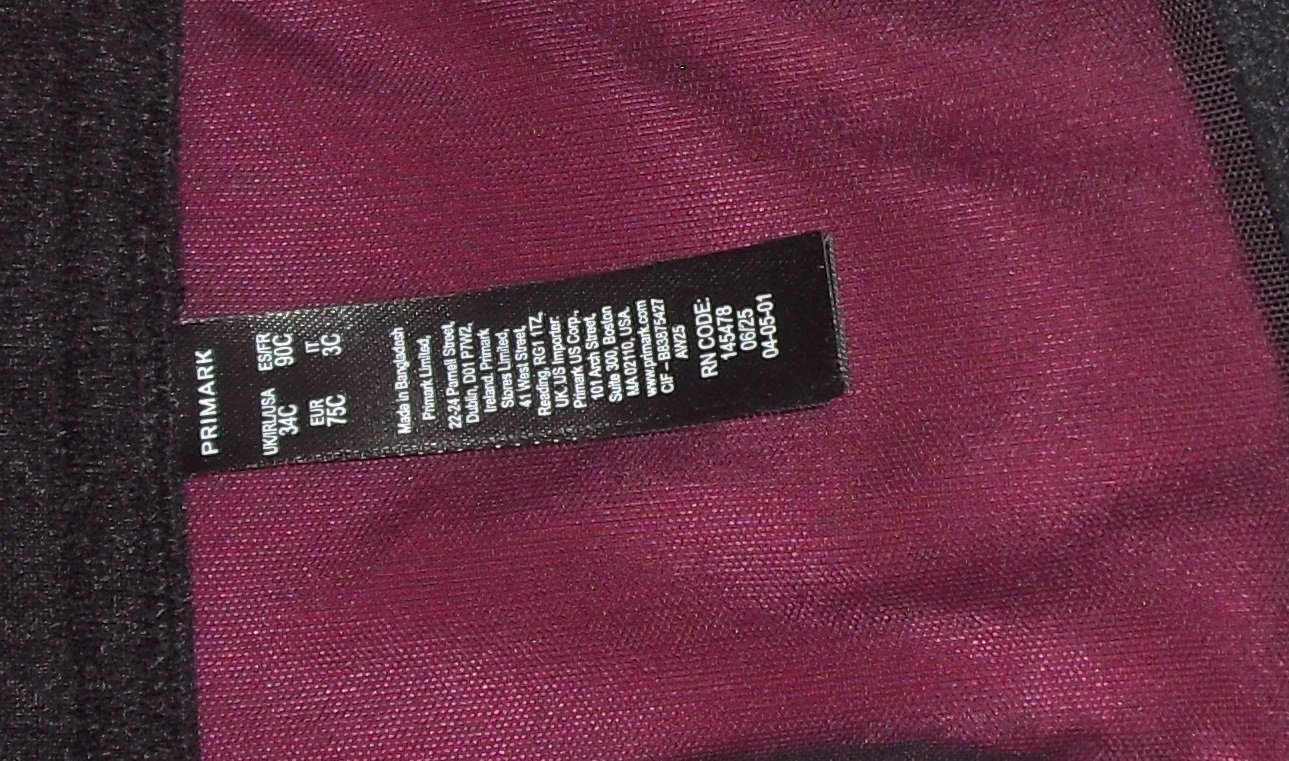 PRIMARK
UK/IRL/USA ES/FR
34C 90C
EUR IT
75C 3C
Made in Bangladesh
Primark Limited,
22-24 Parnell Street,
Dublin, D01 P7W2,
Ireland. Primark
Stores Limited,
41 West Street,
Reading, RG1 1TZ,
UK. US Importer:
Primark US Corp.,
101 Arch Street,
Suite 300, Boston
MA 02110, USA.
www.primark.com
CIF - B83875427
AW25
RN CODE:
145478
06/25
04-05-01